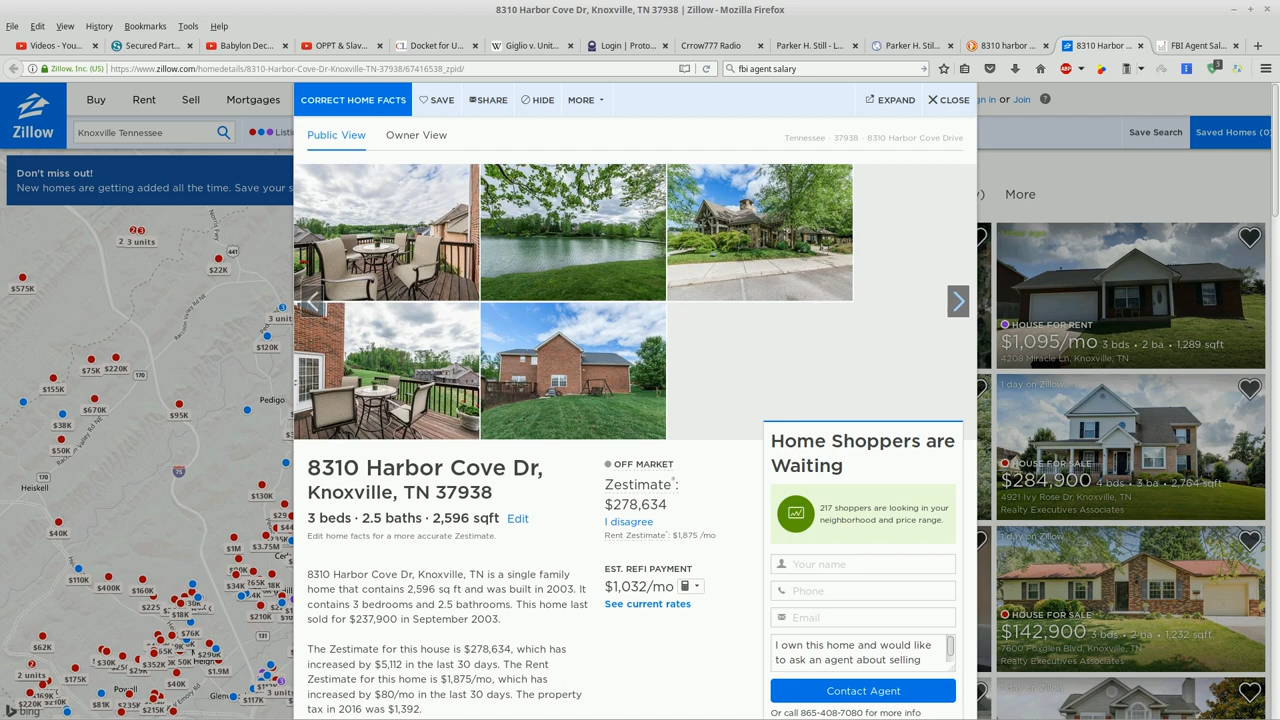 8310 Harbor Cove Dr, Knoxville, TN 37938 | Zillow - Mozilla Firefox
File Edit View History Bookmarks Tools Help
Videos - You...
Secured Part...
Babylon Dec...
OPPT & Slav...
Docket for U...
Giglio v. Unit...
Login | Proto...
Crrow777 Radio
Parker H. Still - L...
Parker H. Stil...
8310 harbor ...
8310 Harbor ...
FBI Agent Sal...
Zillow, Inc. (US)
https://www.zillow.com/homedetails/8310-Harbor-Cove-Dr-Knoxville-TN-37938/67416538_zpid/
fbi agent salary
ABP
3
Zillow
Buy Rent Sell Mortgages
CORRECT HOME FACTS SAVE SHARE HIDE MORE EXPAND CLOSE
or Join
Knoxville Tennessee
Public View Owner View
Tennessee · 37938 · 8310 Harbor Cove Drive
Save Search
Saved Homes (0)
Don't miss out!
New homes are getting added all the time. Save your s
More
2 3 units
$22K
$575K
$120K
$75K
$220K
$155K
$670K
Pedigo
$95K
$38K
$50K
Heiskell
$130K
$40K
$1M
$3.75M
$110K
$62K
Powell
bing
HOUSE FOR RENT
$1,095/mo 3 bds • 2 ba • 1,289 sqft
4208 Miracle Ln, Knoxville, TN
1 day on Zillow
HOUSE FOR SALE
$284,900 4 bds • 3 ba • 2,764 sqft
4921 Ivy Rose Dr, Knoxville, TN
Realty Executives Associates
1 day on Zillow
HOUSE FOR SALE
$142,900 3 bds • 2 ba • 1,232 sqft
7600 Foxglen Blvd, Knoxville, TN
Realty Executives Associates
8310 Harbor Cove Dr,
Knoxville, TN 37938
3 beds · 2.5 baths · 2,596 sqft Edit
Edit home facts for a more accurate Zestimate.
8310 Harbor Cove Dr, Knoxville, TN is a single family
home that contains 2,596 sq ft and was built in 2003. It
contains 3 bedrooms and 2.5 bathrooms. This home last
sold for $237,900 in September 2003.
The Zestimate for this house is $278,634, which has
increased by $5,112 in the last 30 days. The Rent
Zestimate for this home is $1,875/mo, which has
increased by $80/mo in the last 30 days. The property
tax in 2016 was $1,392.
OFF MARKET
Zestimate®:
$278,634
I disagree
Rent Zestimate®: $1,875 /mo
EST. REFI PAYMENT
$1,032/mo
See current rates
Home Shoppers are
Waiting
217 shoppers are looking in your
neighborhood and price range.
Your name
Phone
Email
I own this home and would like
to ask an agent about selling
Contact Agent
Or call 865-408-7080 for more info